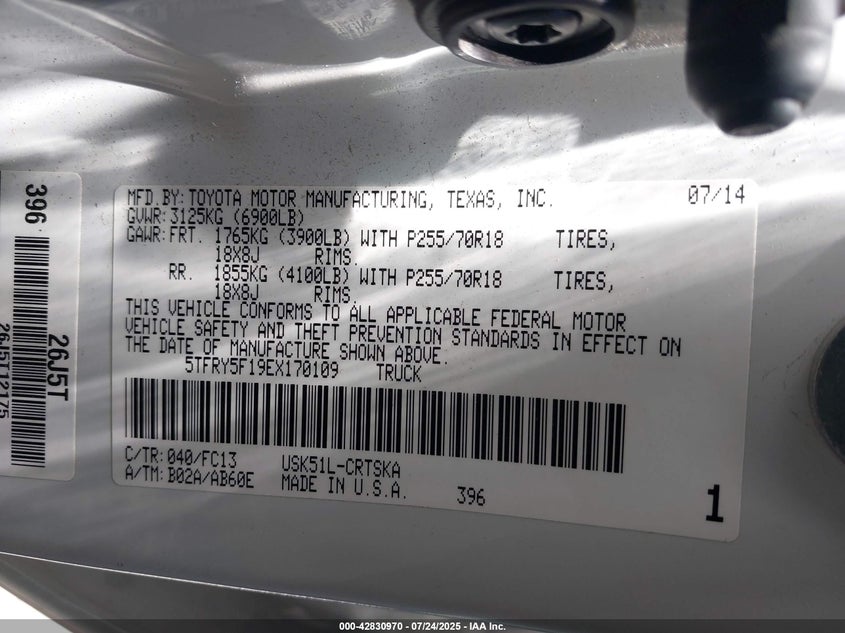 MFD.BY: TOYOTA MOTOR MANUFACTURING, TEXAS, INC. 07/14
GVWR: 3125KG (6900LB)
GAWR: FRT. 1765KG (3900LB) WITH P255/70R18 TIRES,
18X8J RIMS.
RR. 1855KG (4100LB) WITH P255/70R18 TIRES,
18X8J RIMS.
THIS VEHICLE CONFORMS TO ALL APPLICABLE FEDERAL MOTOR
VEHICLE SAFETY AND THEFT PREVENTION STANDARDS IN EFFECT ON
THE DATE OF MANUFACTURE SHOWN ABOVE.
5TFRY5F19EX170109 TRUCK
C/TR: 040/FC13 USK51L-CRTSKA
A/TM: B02A/AB60E MADE IN U.S.A. 396
1
396
26J5T
26J5T12175
000-42830970 - 07/24/2025 - IAA Inc.